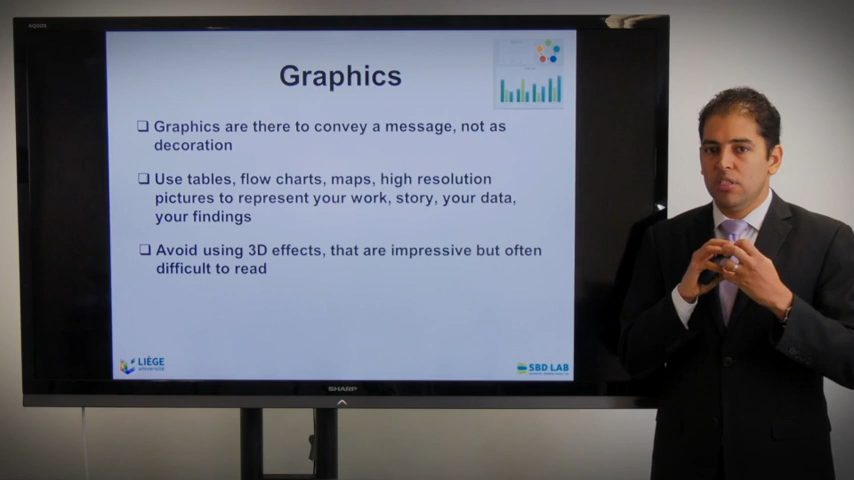 Graphics
❑ Graphics are there to convey a message, not as
decoration
❑ Use tables, flow charts, maps, high resolution
pictures to represent your work, story, your data,
your findings
❑ Avoid using 3D effects, that are impressive but often
difficult to read
LIÈGE
université
SBD LAB
SHARP